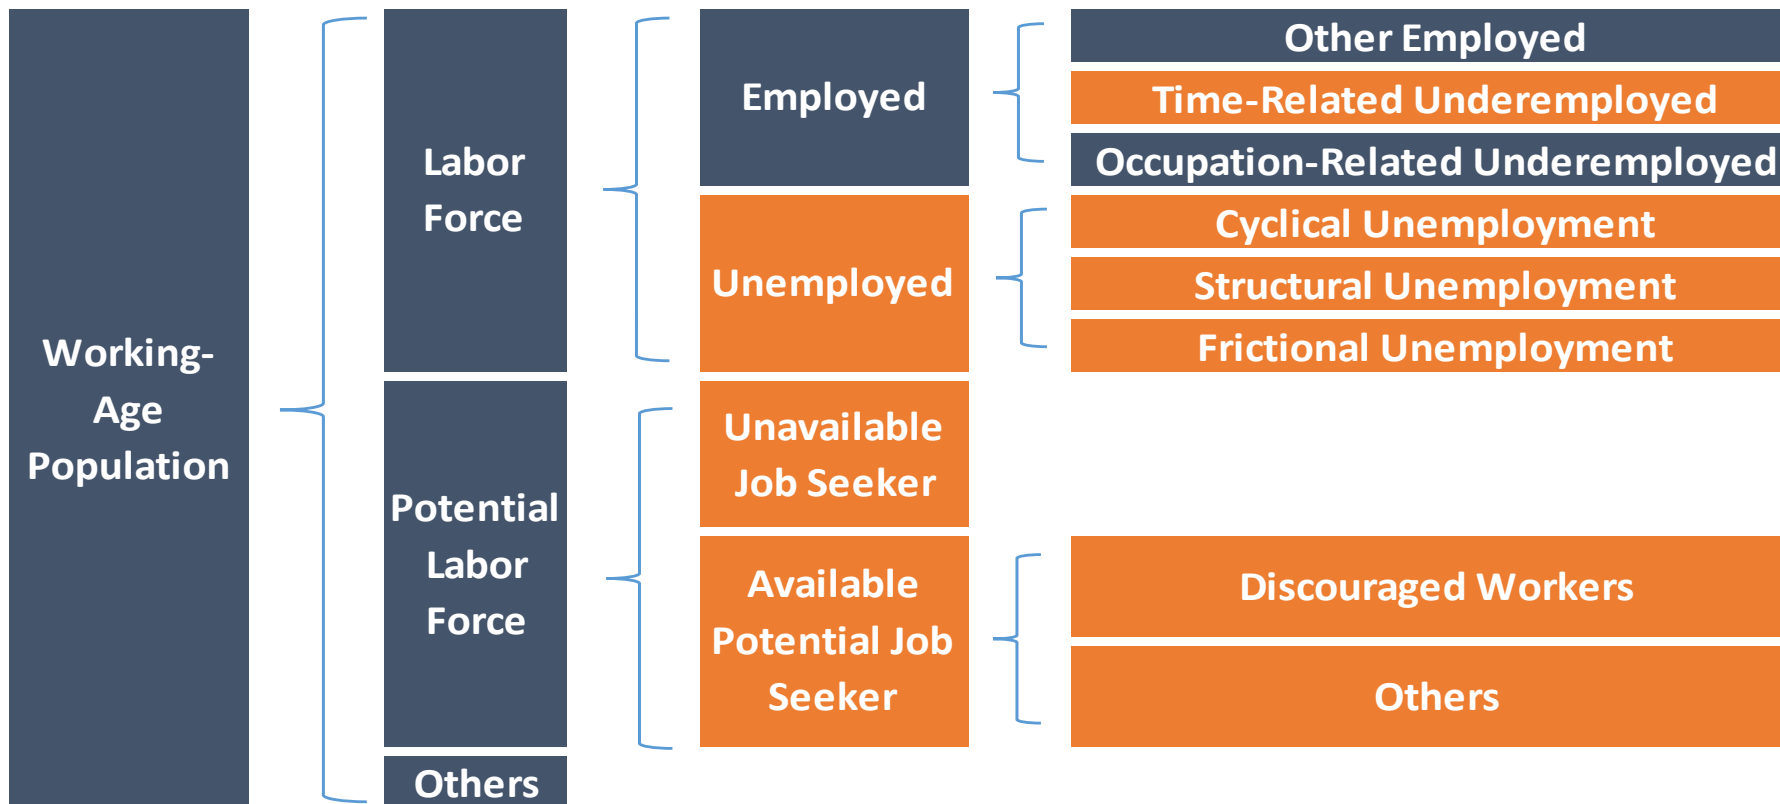 Working-
Age
Population
Labor
Force
Potential
Labor
Force
Others
Employed
Unemployed
Unavailable
Job Seeker
Available
Potential Job
Seeker
Other Employed
Time-Related Underemployed
Occupation-Related Underemployed
Cyclical Unemployment
Structural Unemployment
Frictional Unemployment
Discouraged Workers
Others